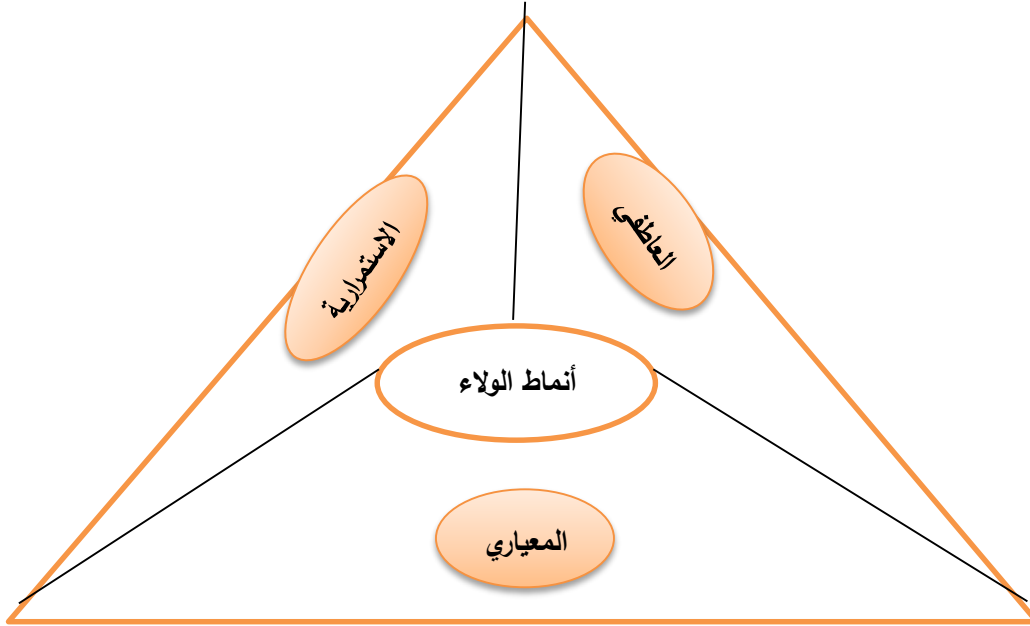 العاطفي
الاستمرارية
أنماط الولاء
المعياري